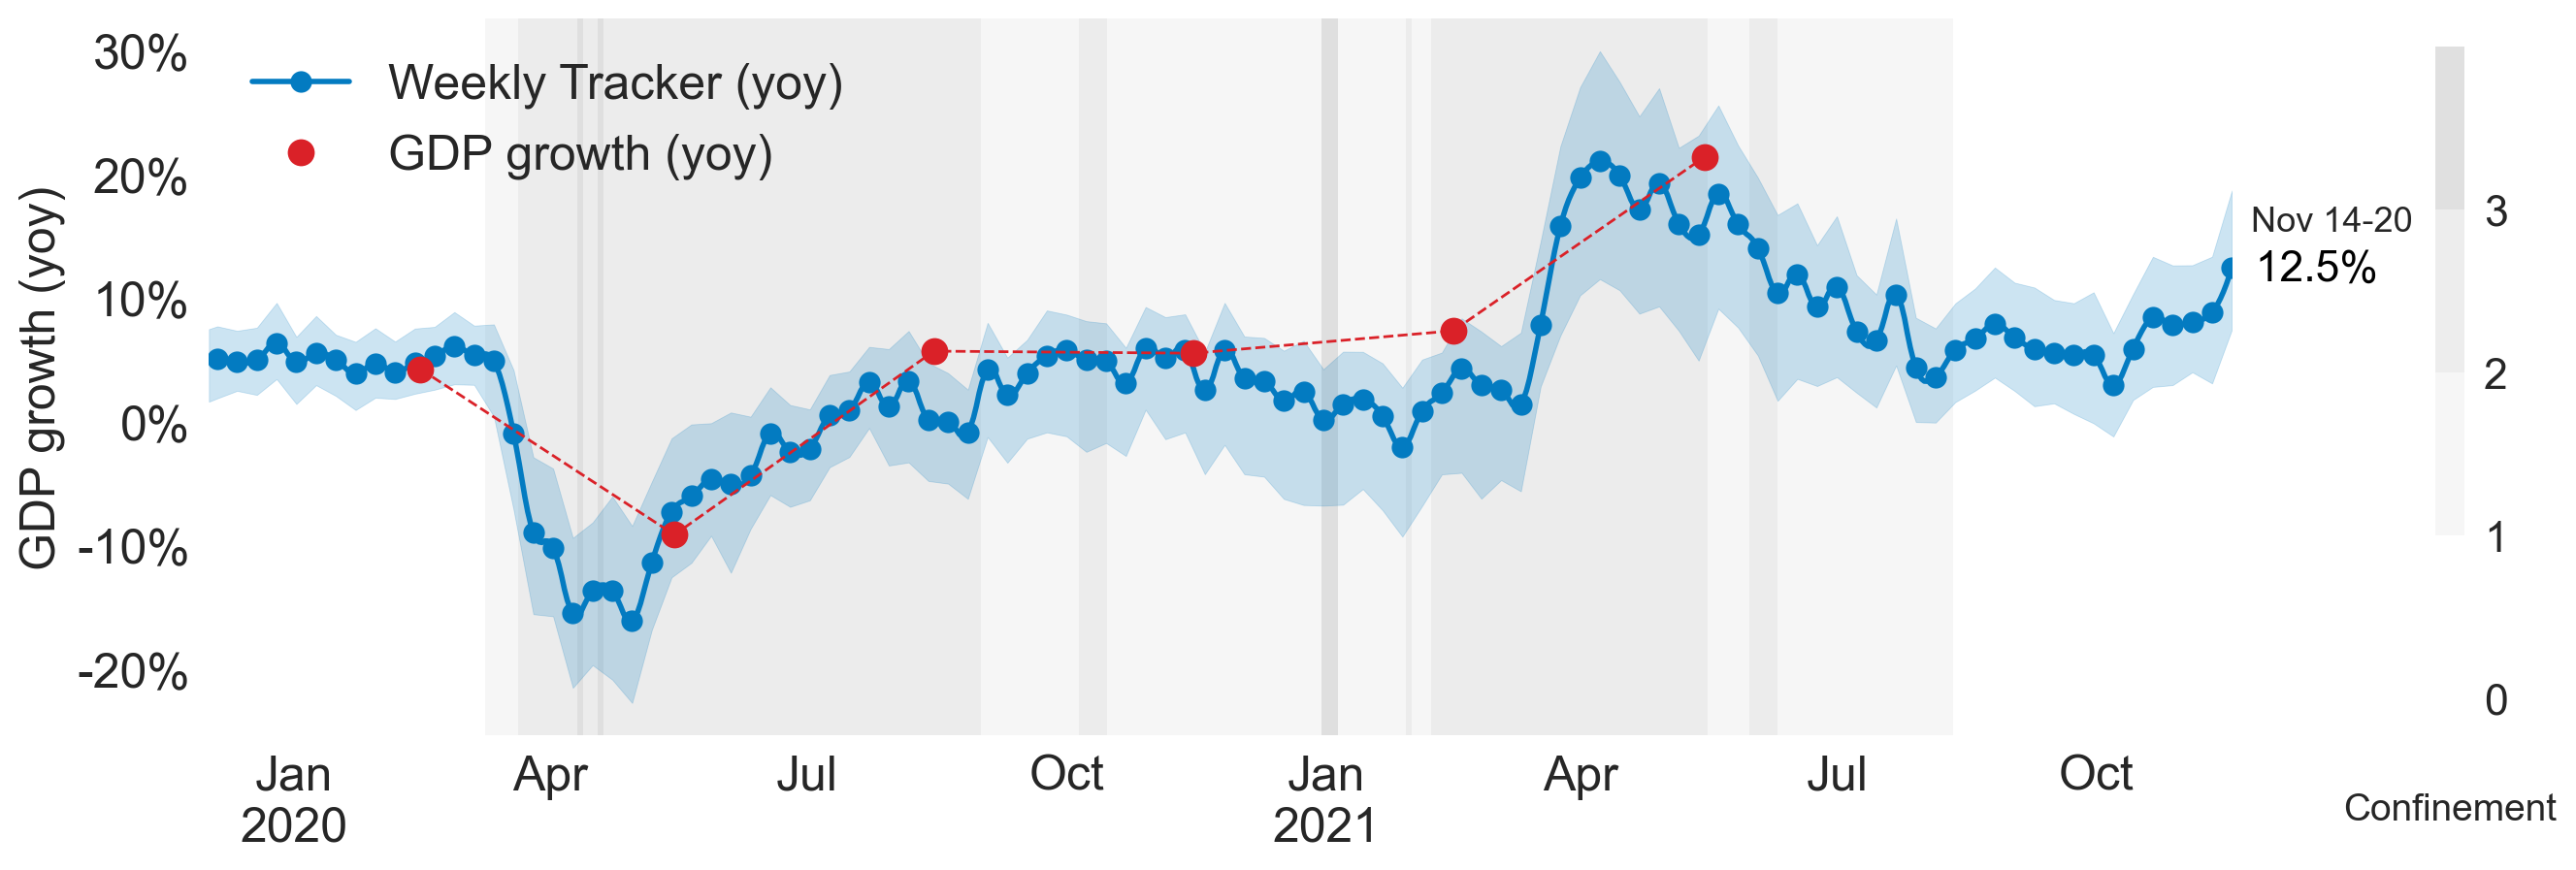 GDP growth (yoy)
30%
20%
10%
0%
-10%
-20%
Weekly Tracker (yoy)
GDP growth (yoy)
Nov 14-20
12.5%
3
2
1
0
Confinement
Jan Apr Jul Oct Jan Apr Jul Oct
2020 2021